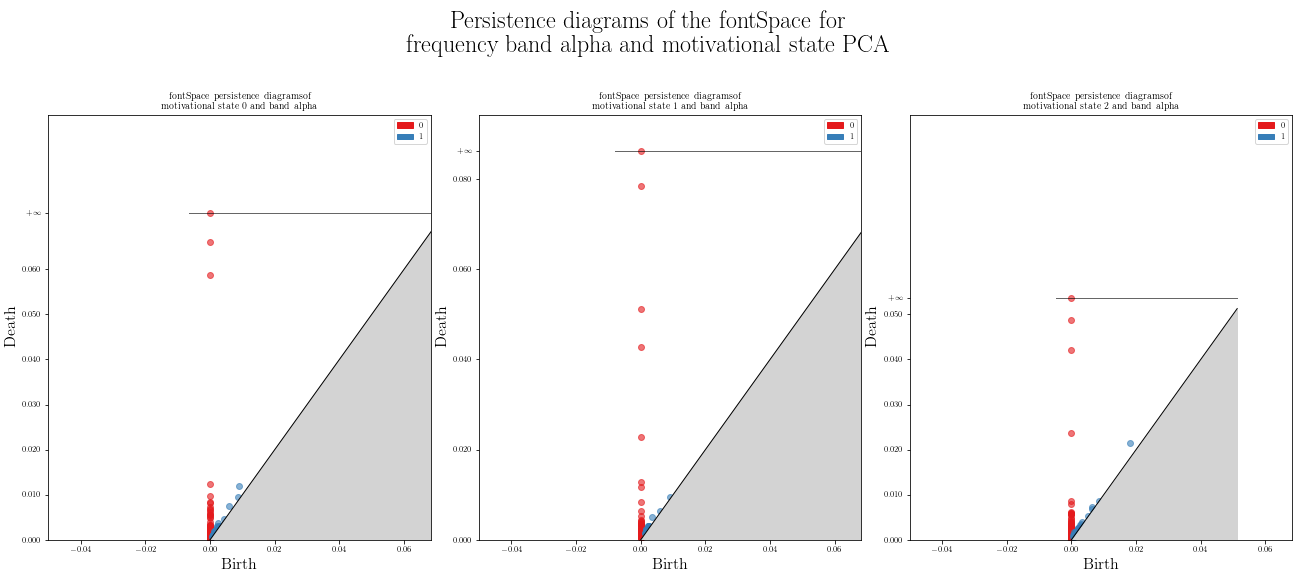 Persistence diagrams of the fontSpace for
frequency band alpha and motivational state PCA
fontSpace persistence diagramsof
motivational state 0 and band alpha
0
1
+∞
0.060
0.050
0.040
0.030
0.020
0.010
0.000
Death
−0.04 −0.02 0.00 0.02 0.04 0.06
Birth
fontSpace persistence diagramsof
motivational state 1 and band alpha
0
1
+∞
0.080
0.060
0.040
0.020
0.000
Death
−0.04 −0.02 0.00 0.02 0.04 0.06
Birth
fontSpace persistence diagramsof
motivational state 2 and band alpha
0
1
+∞
0.050
0.040
0.030
0.020
0.010
0.000
Death
−0.04 −0.02 0.00 0.02 0.04 0.06
Birth